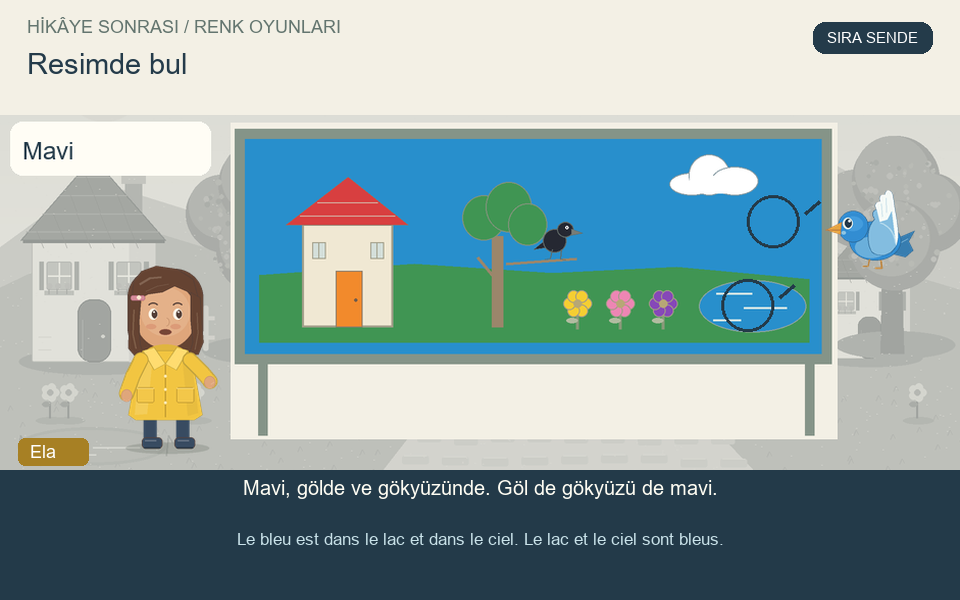 HİKÂYE SONRASI / RENK OYUNLARI
SIRA SENDE
Resimde bul
Mavi
Ela
Mavi, gölde ve gökyüzünde. Göl de gökyüzü de mavi.
Le bleu est dans le lac et dans le ciel. Le lac et le ciel sont bleus.